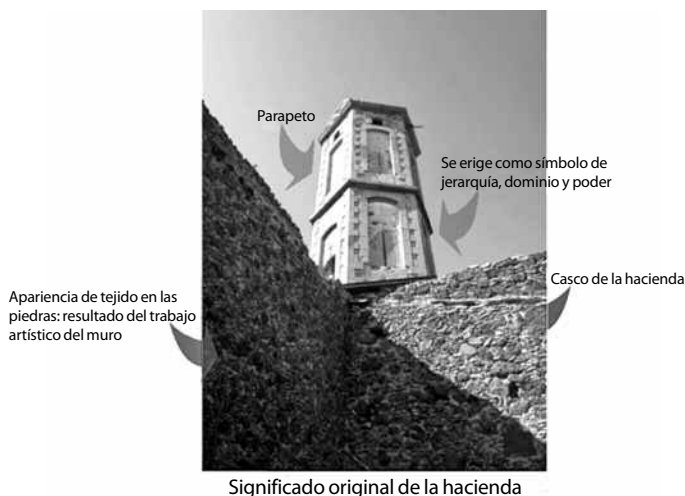 Parapeto
Se erige como símbolo de
jerarquía, dominio y poder
Casco de la hacienda
Apariencia de tejido en las
piedras: resultado del trabajo
artístico del muro
Significado original de la hacienda